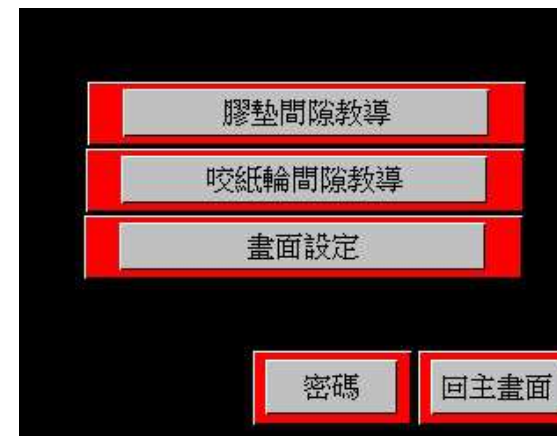 膠墊間隙教導
咬紙輪間隙教導
畫面設定
密碼
回主畫面